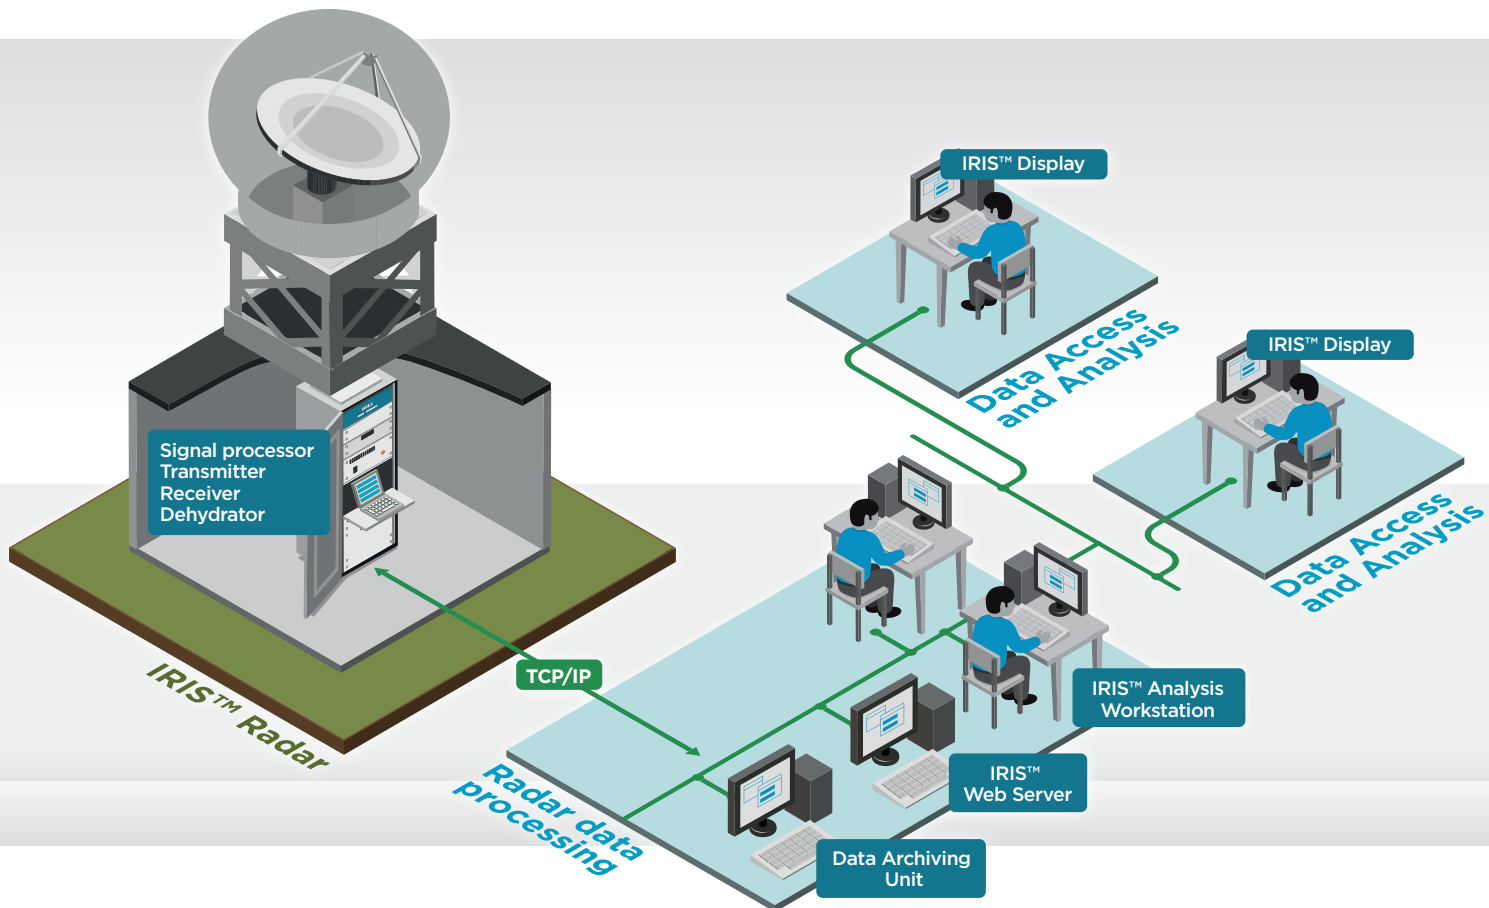 IRIS™ Display
IRIS™ Display
Data Access
and Analysis
Data Access
and Analysis
Signal processor
Transmitter
Receiver
Dehydrator
IRIS™ Radar
TCP/IP
IRIS™ Analysis
Workstation
IRIS™
Web Server
Radar data
processing
Data Archiving
Unit